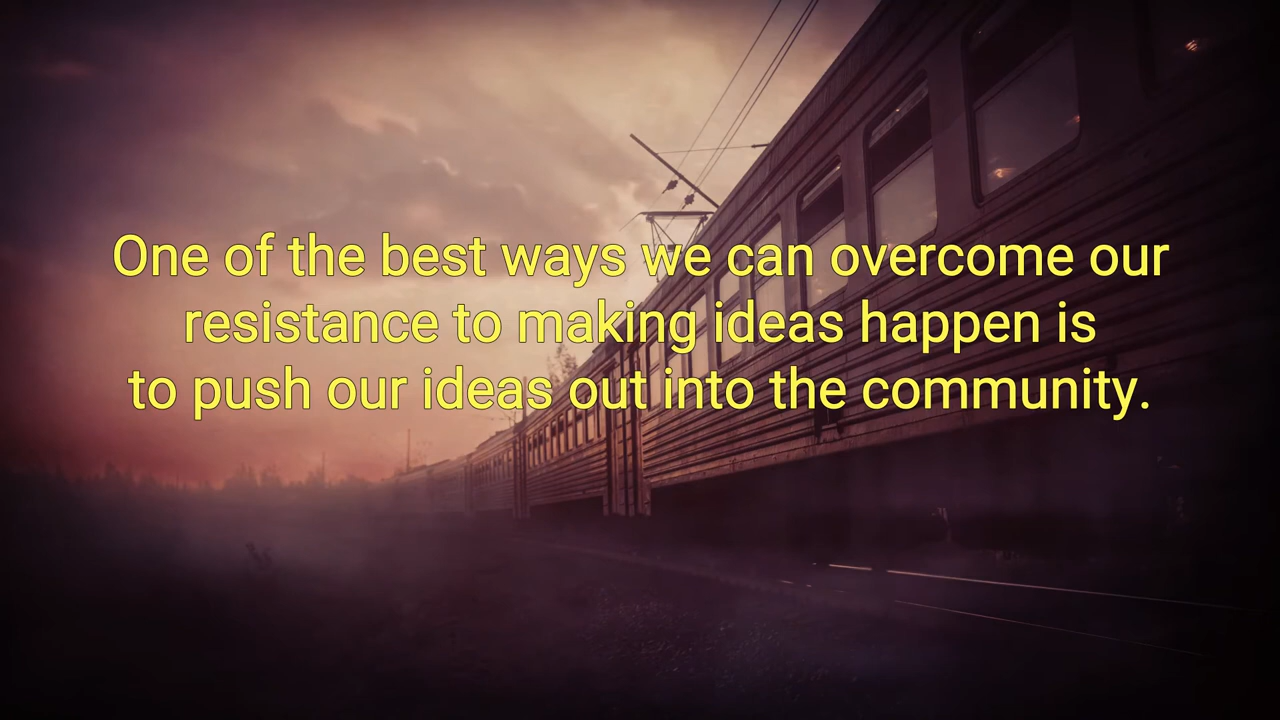 One of the best ways we can overcome our
resistance to making ideas happen is
to push our ideas out into the community.